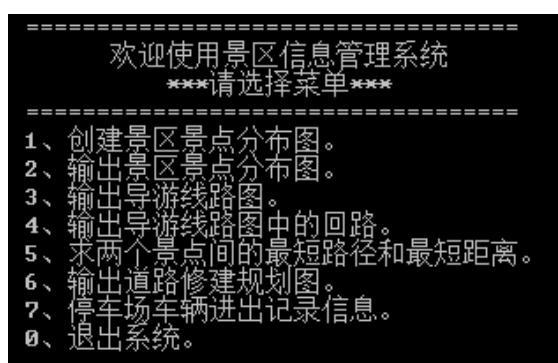 ===================================
欢迎使用景区信息管理系统
***请选择菜单***
===================================
1、创建景区景点分布图。
2、输出景区景点分布图。
3、输出导游线路图。
4、输出导游线路图中的回路。
5、求两个景点间的最短路径和最短距离。
6、输出道路修建规划图。
7、停车场车辆进出记录信息。
0、退出系统。